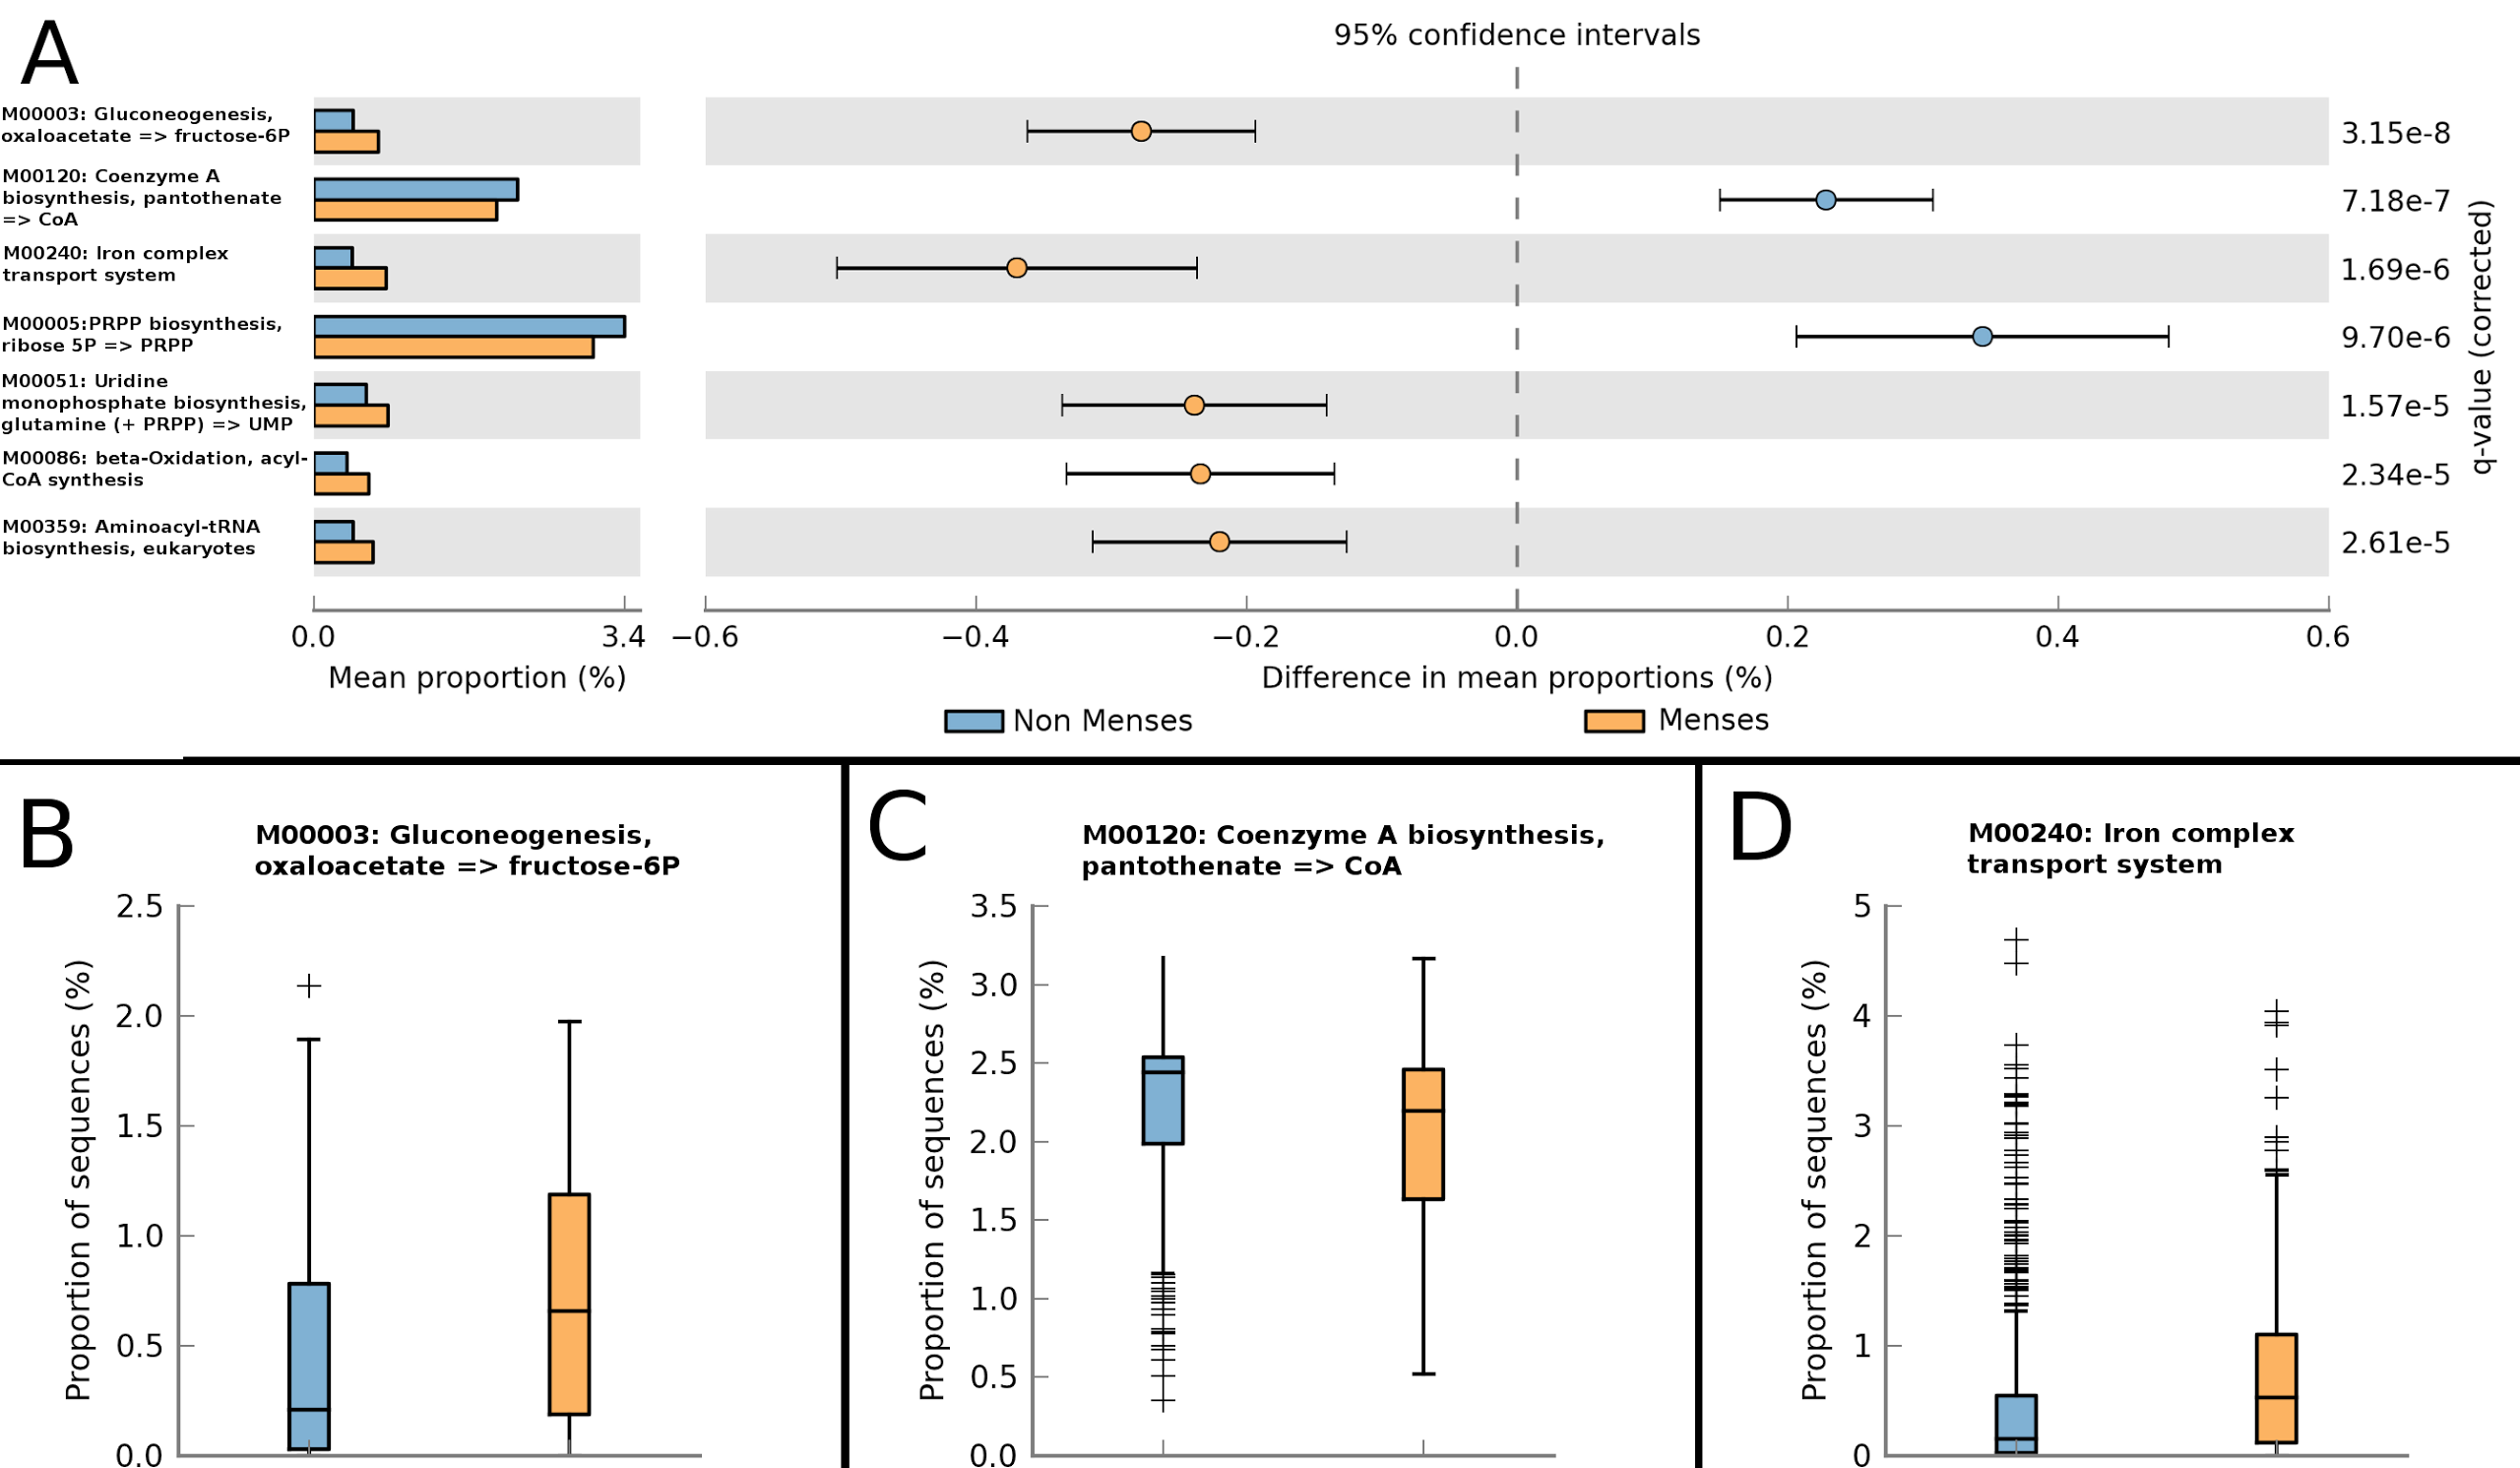 A
95% confidence intervals
M00003: Gluconeogenesis,
oxaloacetate => fructose-6P
3.15e-8
M00120: Coenzyme A
biosynthesis, pantothenate
=> CoA
7.18e-7
M00240: Iron complex
transport system
1.69e-6
M00005:PRPP biosynthesis,
ribose 5P => PRPP
9.70e-6
M00051: Uridine
monophosphate biosynthesis,
glutamine (+ PRPP) => UMP
1.57e-5
M00086: beta-Oxidation, acyl-
CoA synthesis
2.34e-5
M00359: Aminoacyl-tRNA
biosynthesis, eukaryotes
2.61e-5
q-value (corrected)
0.0 3.4 −0.6 −0.4 −0.2 0.0 0.2 0.4 0.6
Mean proportion (%) Difference in mean proportions (%)
Non Menses Menses
B
M00003: Gluconeogenesis,
oxaloacetate => fructose-6P
Proportion of sequences (%)
2.5
2.0
1.5
1.0
0.5
0.0
C
M00120: Coenzyme A biosynthesis,
pantothenate => CoA
Proportion of sequences (%)
3.5
3.0
2.5
2.0
1.5
1.0
0.5
0.0
D
M00240: Iron complex
transport system
Proportion of sequences (%)
5
4
3
2
1
0